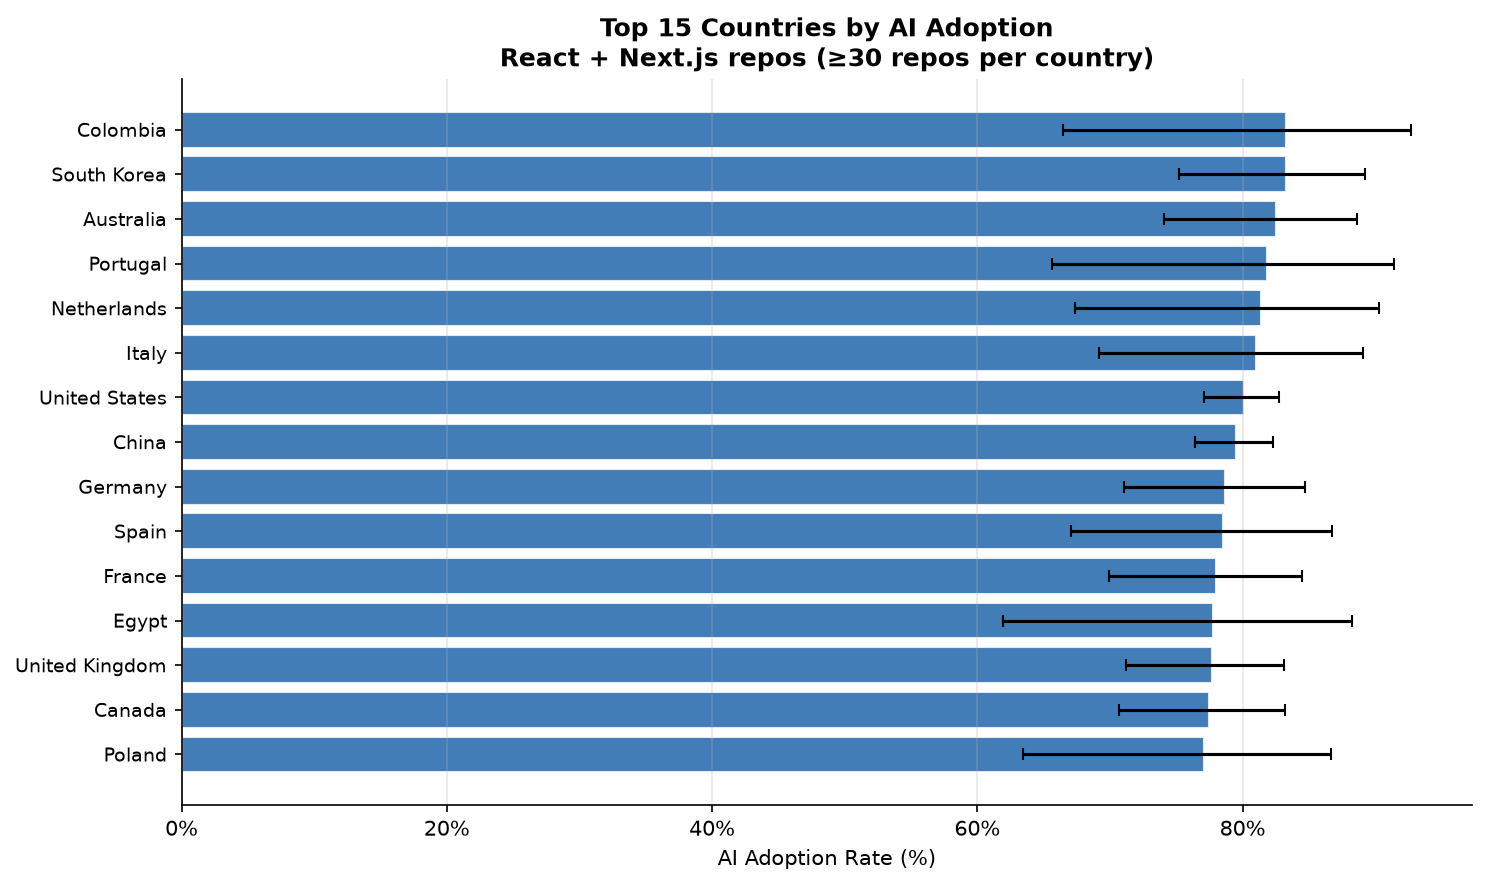 Top 15 Countries by AI Adoption
React + Next.js repos (≥30 repos per country)
Colombia
South Korea
Australia
Portugal
Netherlands
Italy
United States
China
Germany
Spain
France
Egypt
United Kingdom
Canada
Poland
0% 20% 40% 60% 80%
AI Adoption Rate (%)